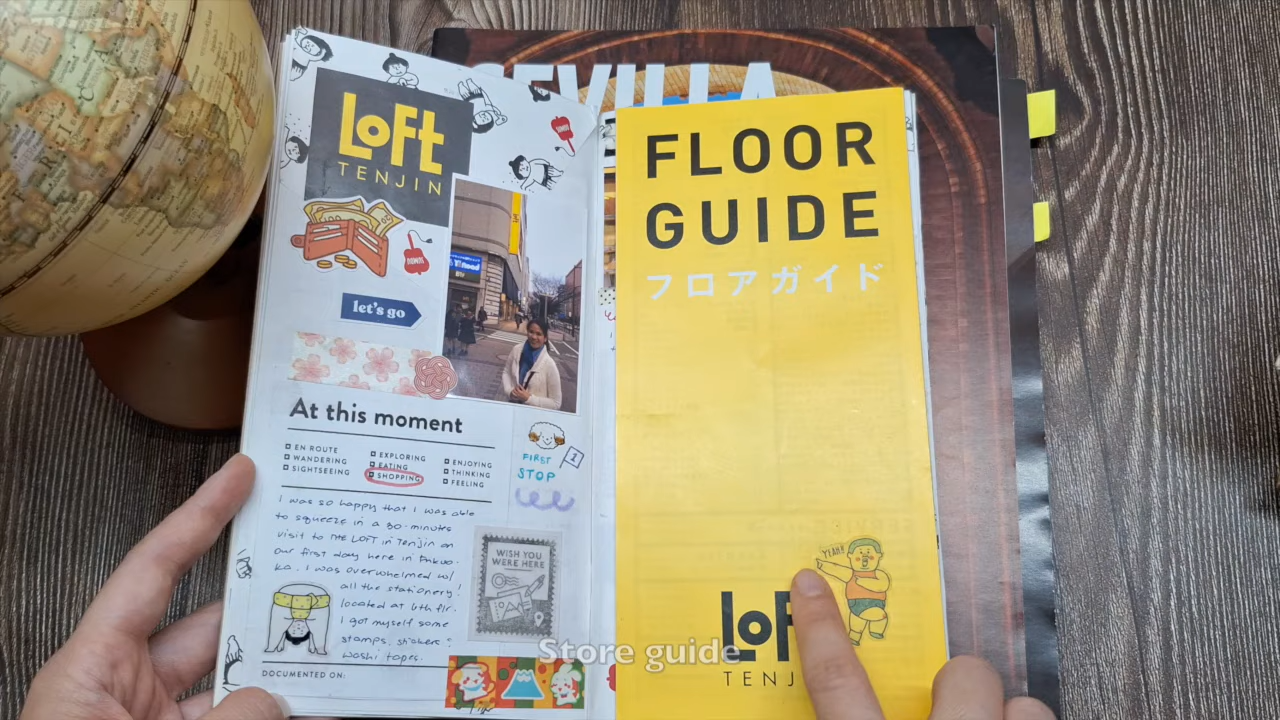 SEVILLA
LOFT
TENJIN
let's go
At this moment
EN ROUTE
WANDERING
SIGHTSEEING
EXPLORING
EATING
SHOPPING
ENJOYING
THINKING
FEELING
FIRST
STOP
1
I was so happy that I was able
to squeeze in a 30-minutes
visit to THE LOFT in Tenjin on
our first day here in Fukuo-
ka. I was overwhelmed w/
all the stationery!
located at 6th flr.
I got myself some
stamps, stickers &
washi tapes.
WISH YOU
WERE HERE
DOCUMENTED ON:
FLOOR
GUIDE
フロアガイド
YEAH!!
LOF
TENJ
Store guide